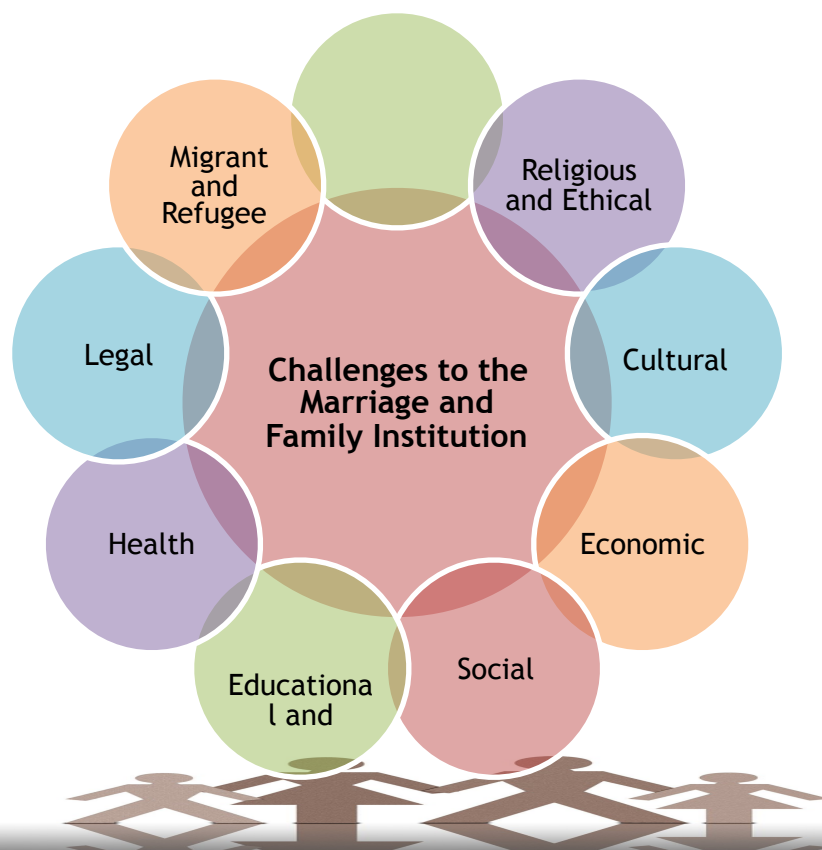 Challenges to the
Marriage and
Family Institution
Religious
and Ethical
Cultural
Economic
Social
Educationa
l and
Health
Legal
Migrant
and
Refugee